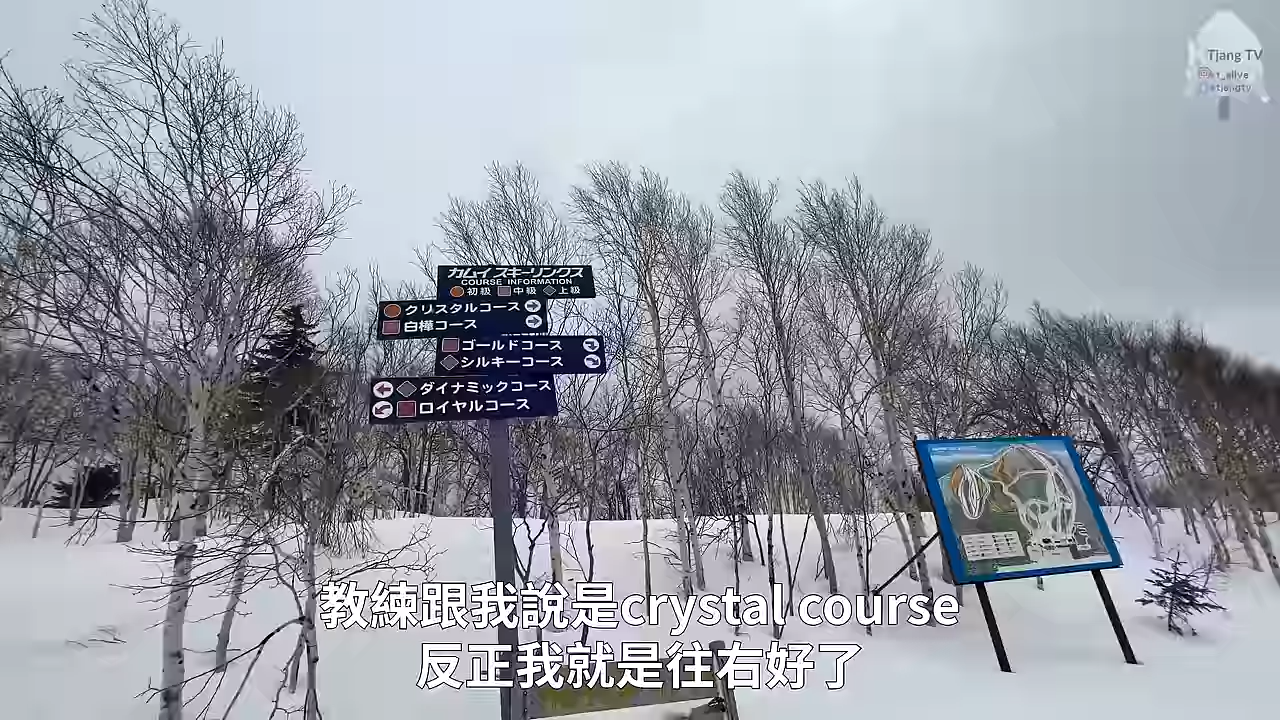 Tjang TV
カムイ スキーリンクス
COURSE INFORMATION
初級 中級 上級
クリスタルコース
白樺コース
ゴールドコース
シルキーコース
ダイナミックコース
ロイヤルコース
教練跟我說是crystal course
反正我就是往右好了